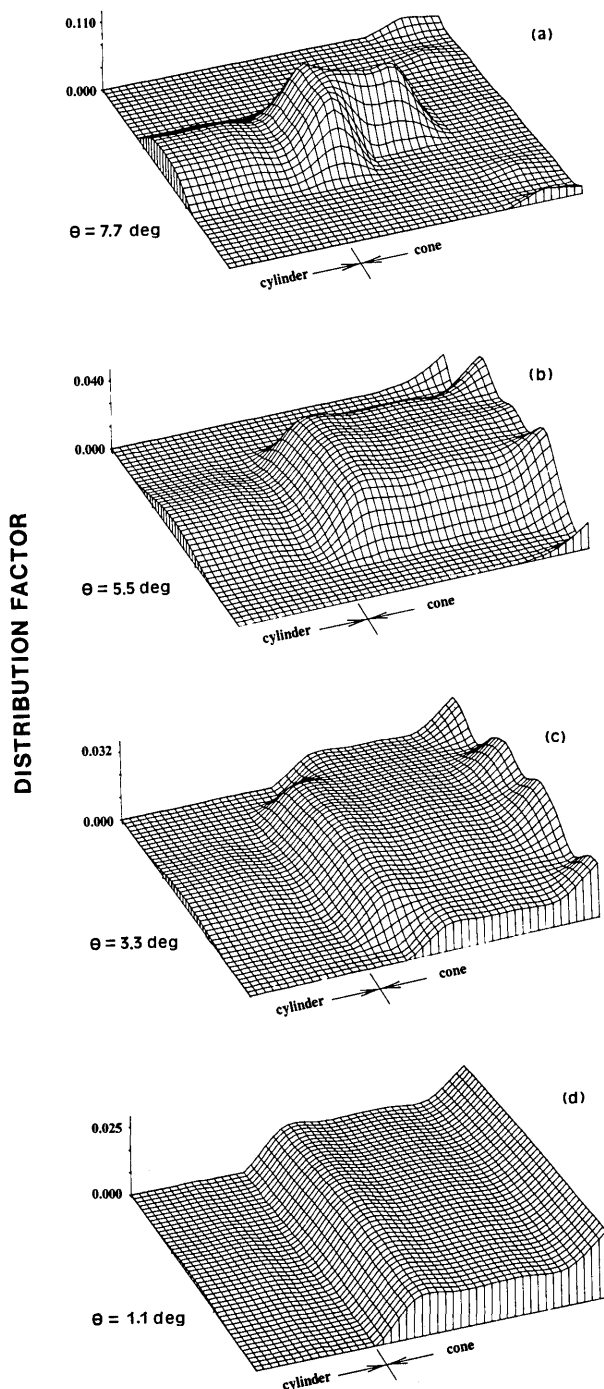 DISTRIBUTION FACTOR
0.110
0.000
(a)
θ = 7.7 deg
cylinder
cone
0.040
0.000
(b)
θ = 5.5 deg
cylinder
cone
0.032
0.000
(c)
θ = 3.3 deg
cylinder
cone
0.025
0.000
(d)
θ = 1.1 deg
cylinder
cone